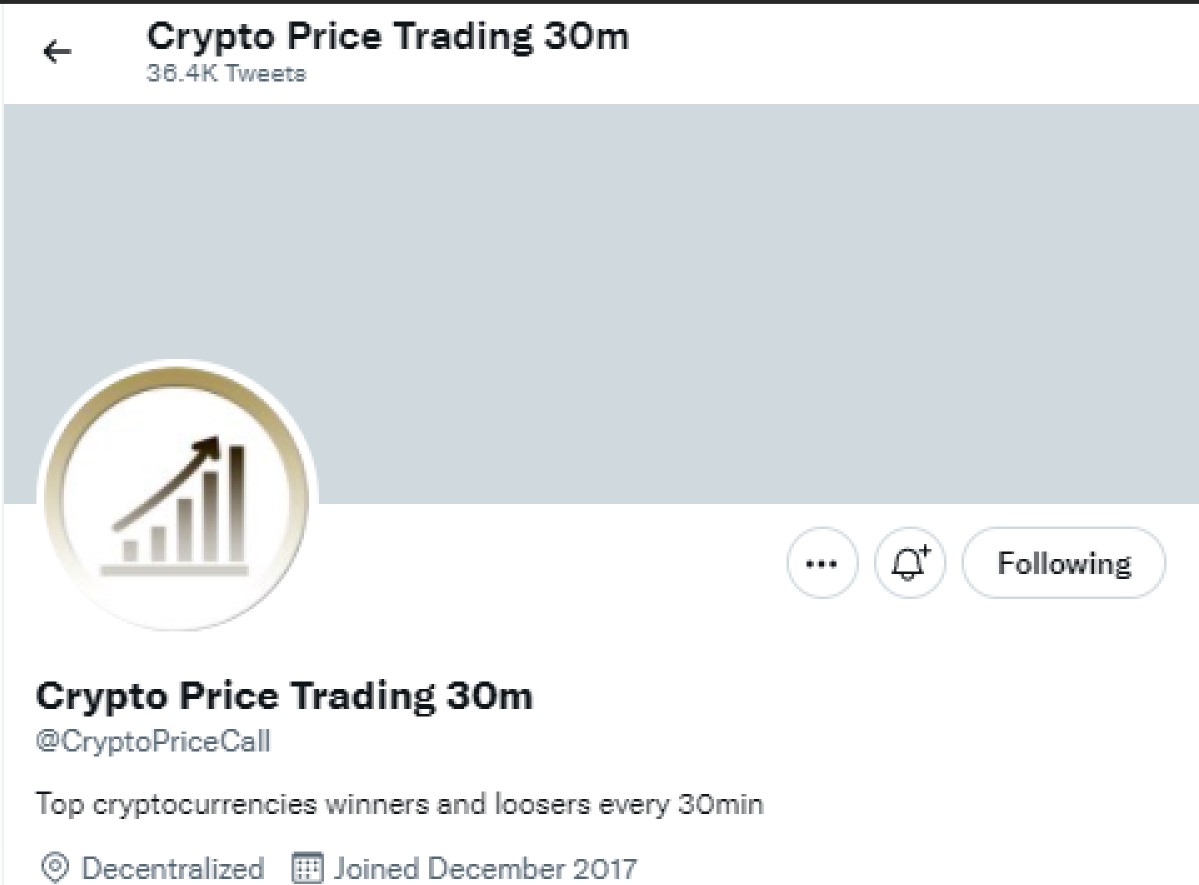 Crypto Price Trading 30m
36.4K Tweets
Following
Crypto Price Trading 30m
@CryptoPriceCall
Top cryptocurrencies winners and loosers every 30min
Decentralized Joined December 2017